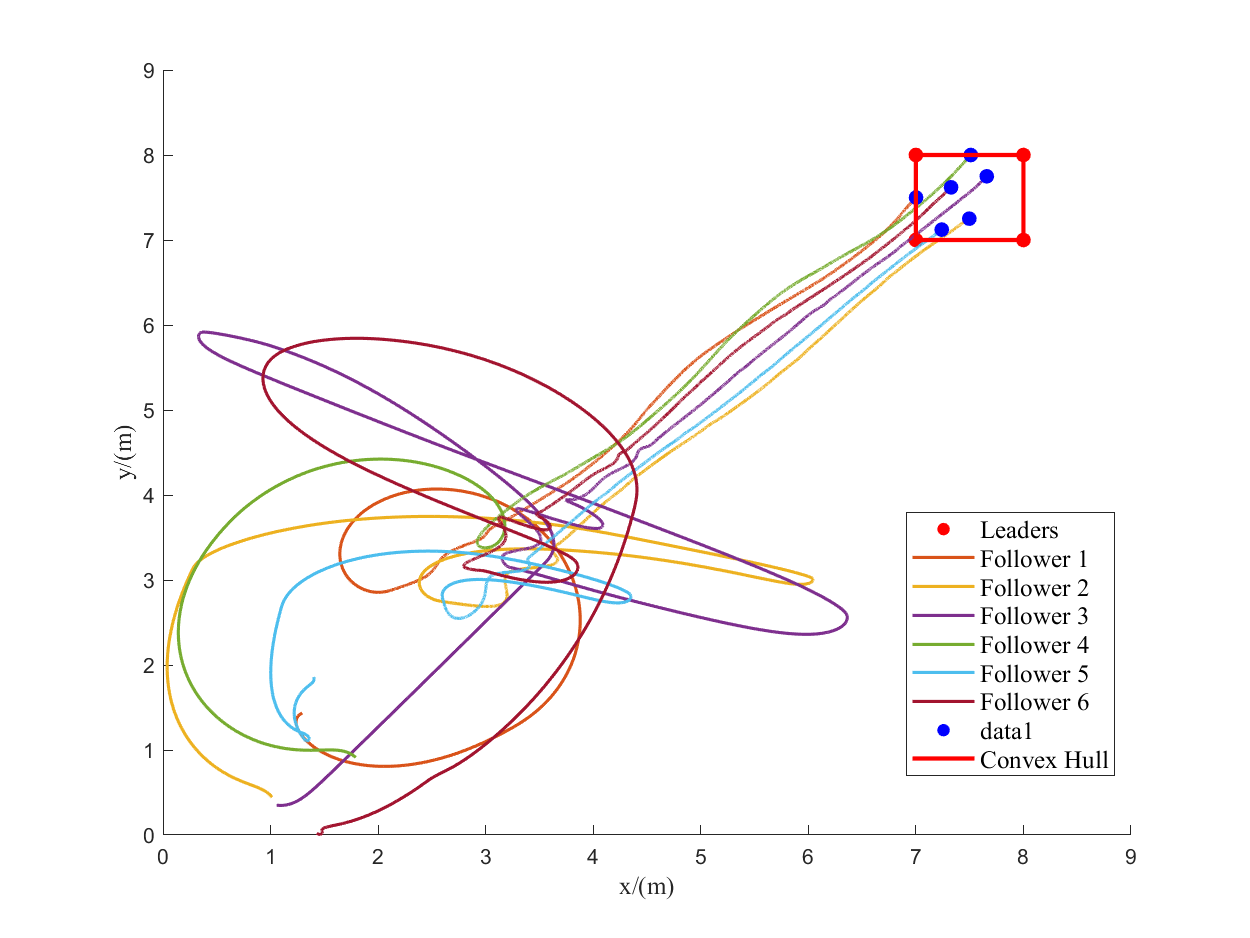 9
8
7
6
5
4
3
2
1
0
y/(m)
0 1 2 3 4 5 6 7 8 9
x/(m)
Leaders
Follower 1
Follower 2
Follower 3
Follower 4
Follower 5
Follower 6
data1
Convex Hull